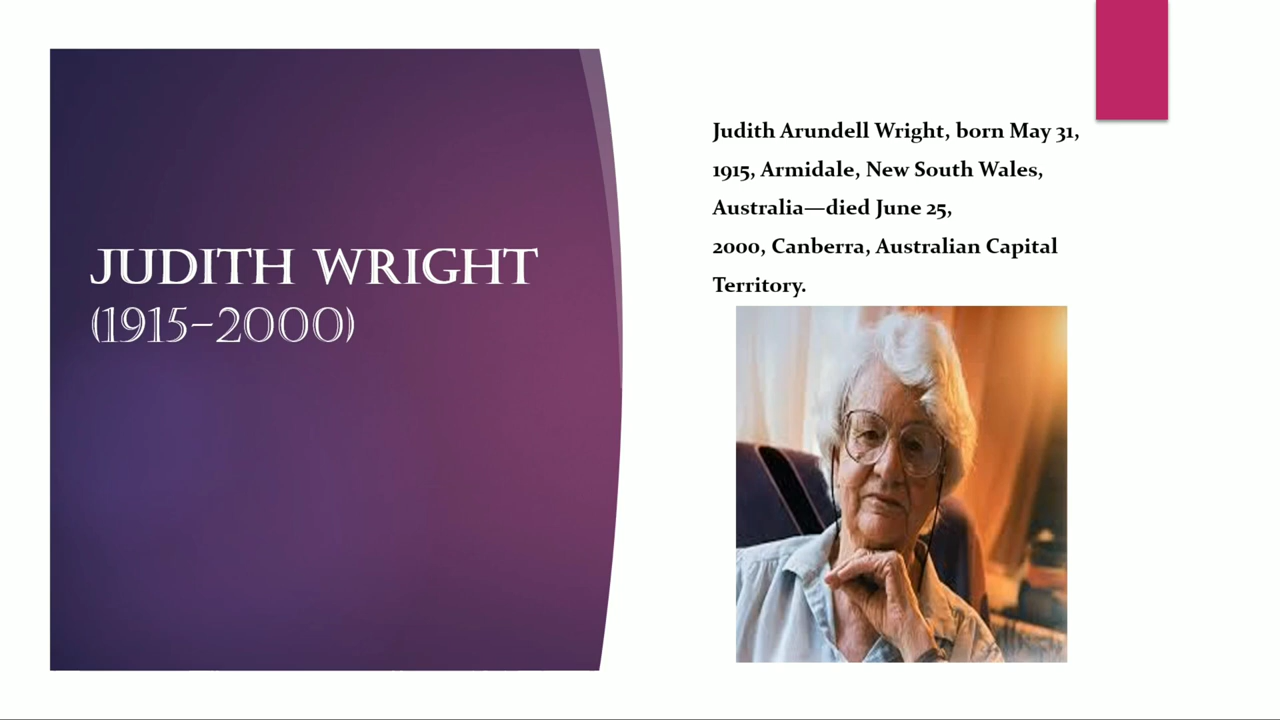 JUDITH WRIGHT
(1915–2000)
Judith Arundell Wright, born May 31,
1915, Armidale, New South Wales,
Australia—died June 25,
2000, Canberra, Australian Capital
Territory.